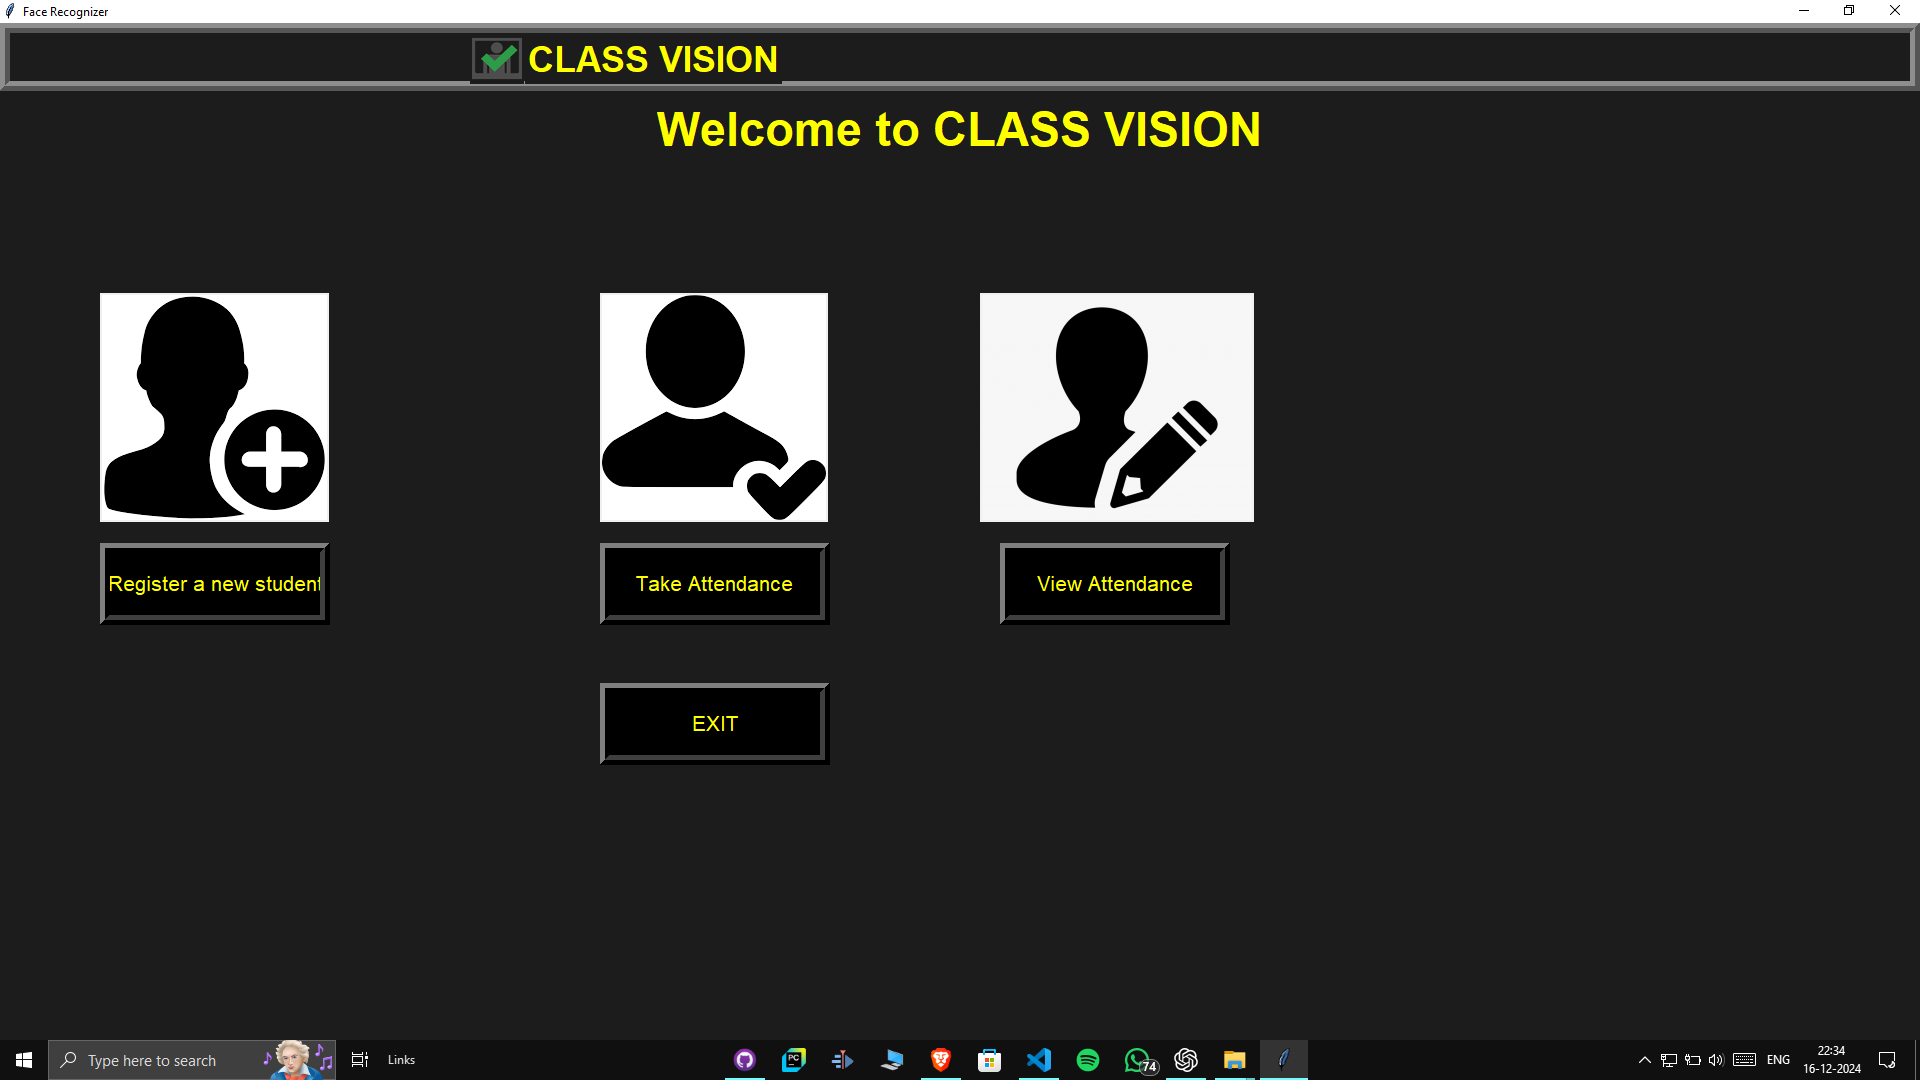 Face Recognizer
CLASS VISION
Welcome to CLASS VISION
Register a new student
Take Attendance
View Attendance
EXIT
Type here to search
Links
PC
74
ENG
22:34
16-12-2024